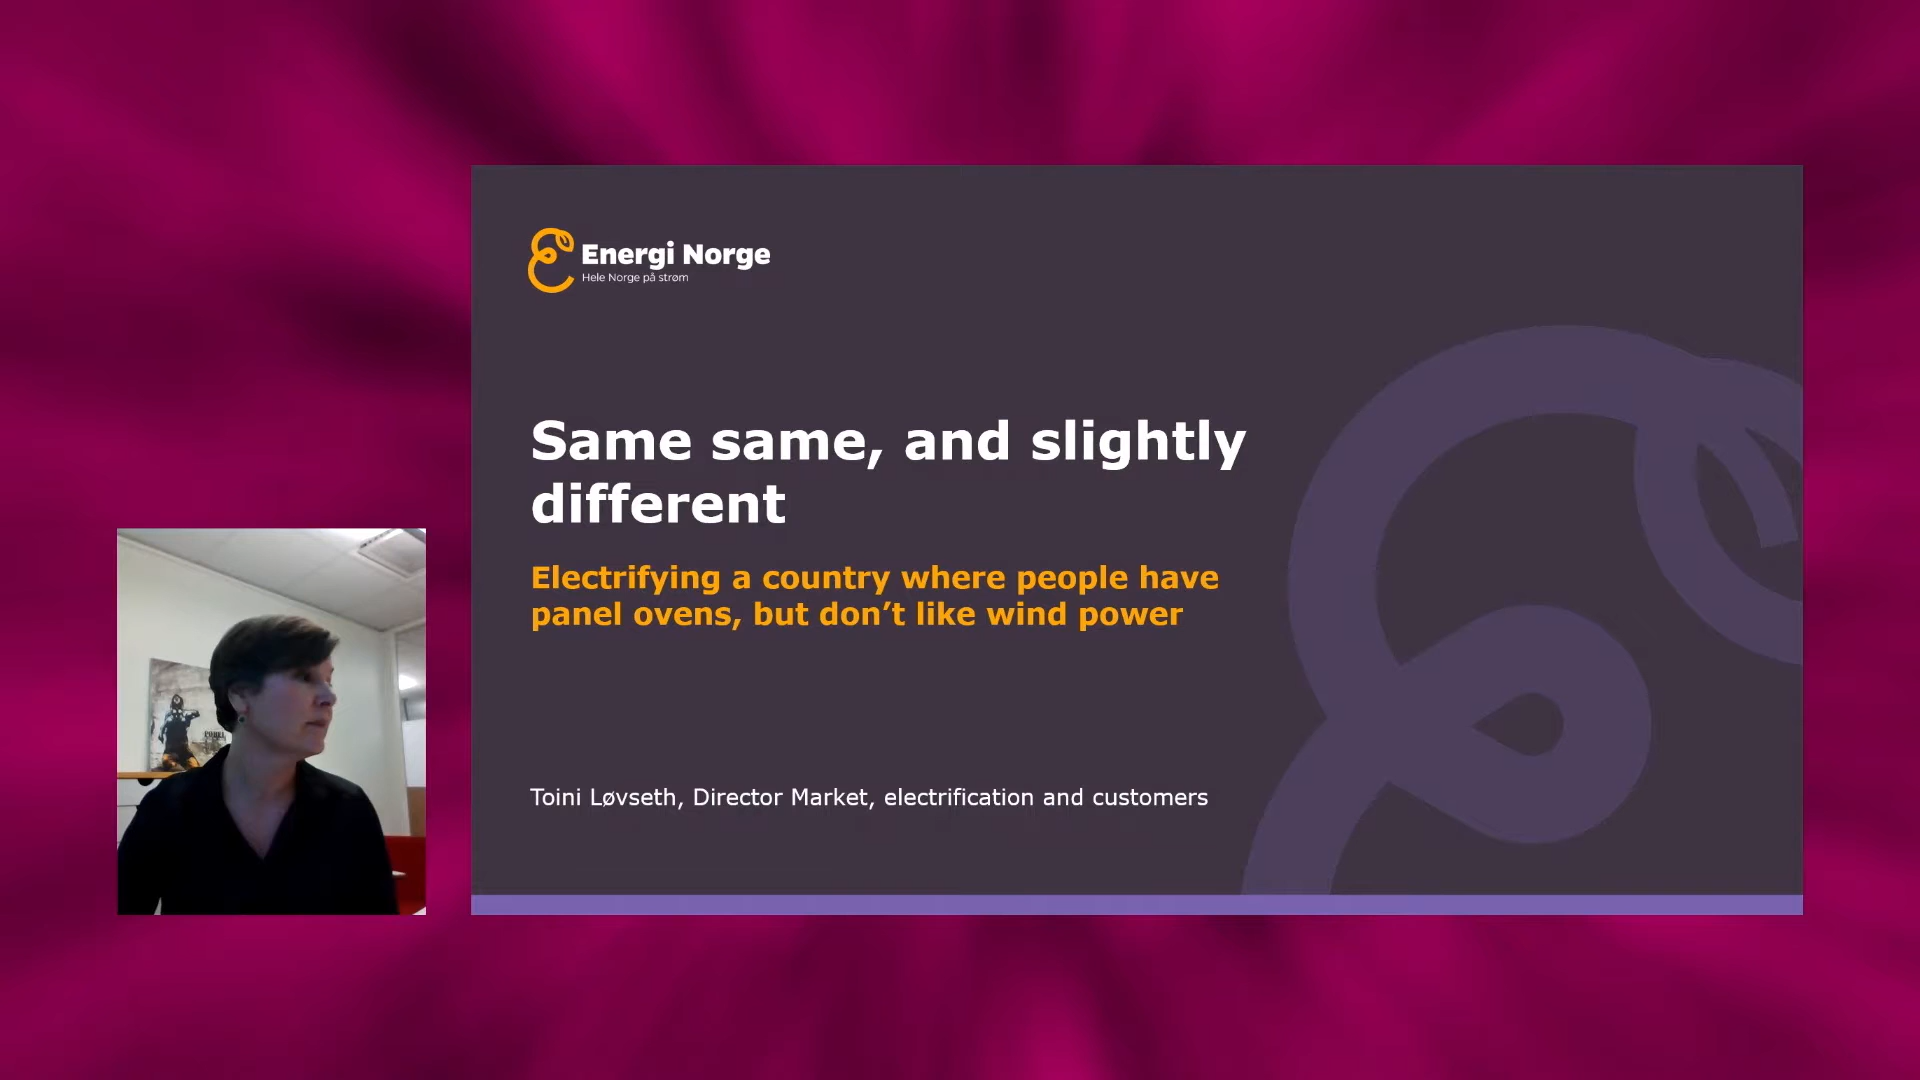 Energi Norge
Hele Norge på strøm
Same same, and slightly
different
Electrifying a country where people have
panel ovens, but don’t like wind power
Toini Løvseth, Director Market, electrification and customers